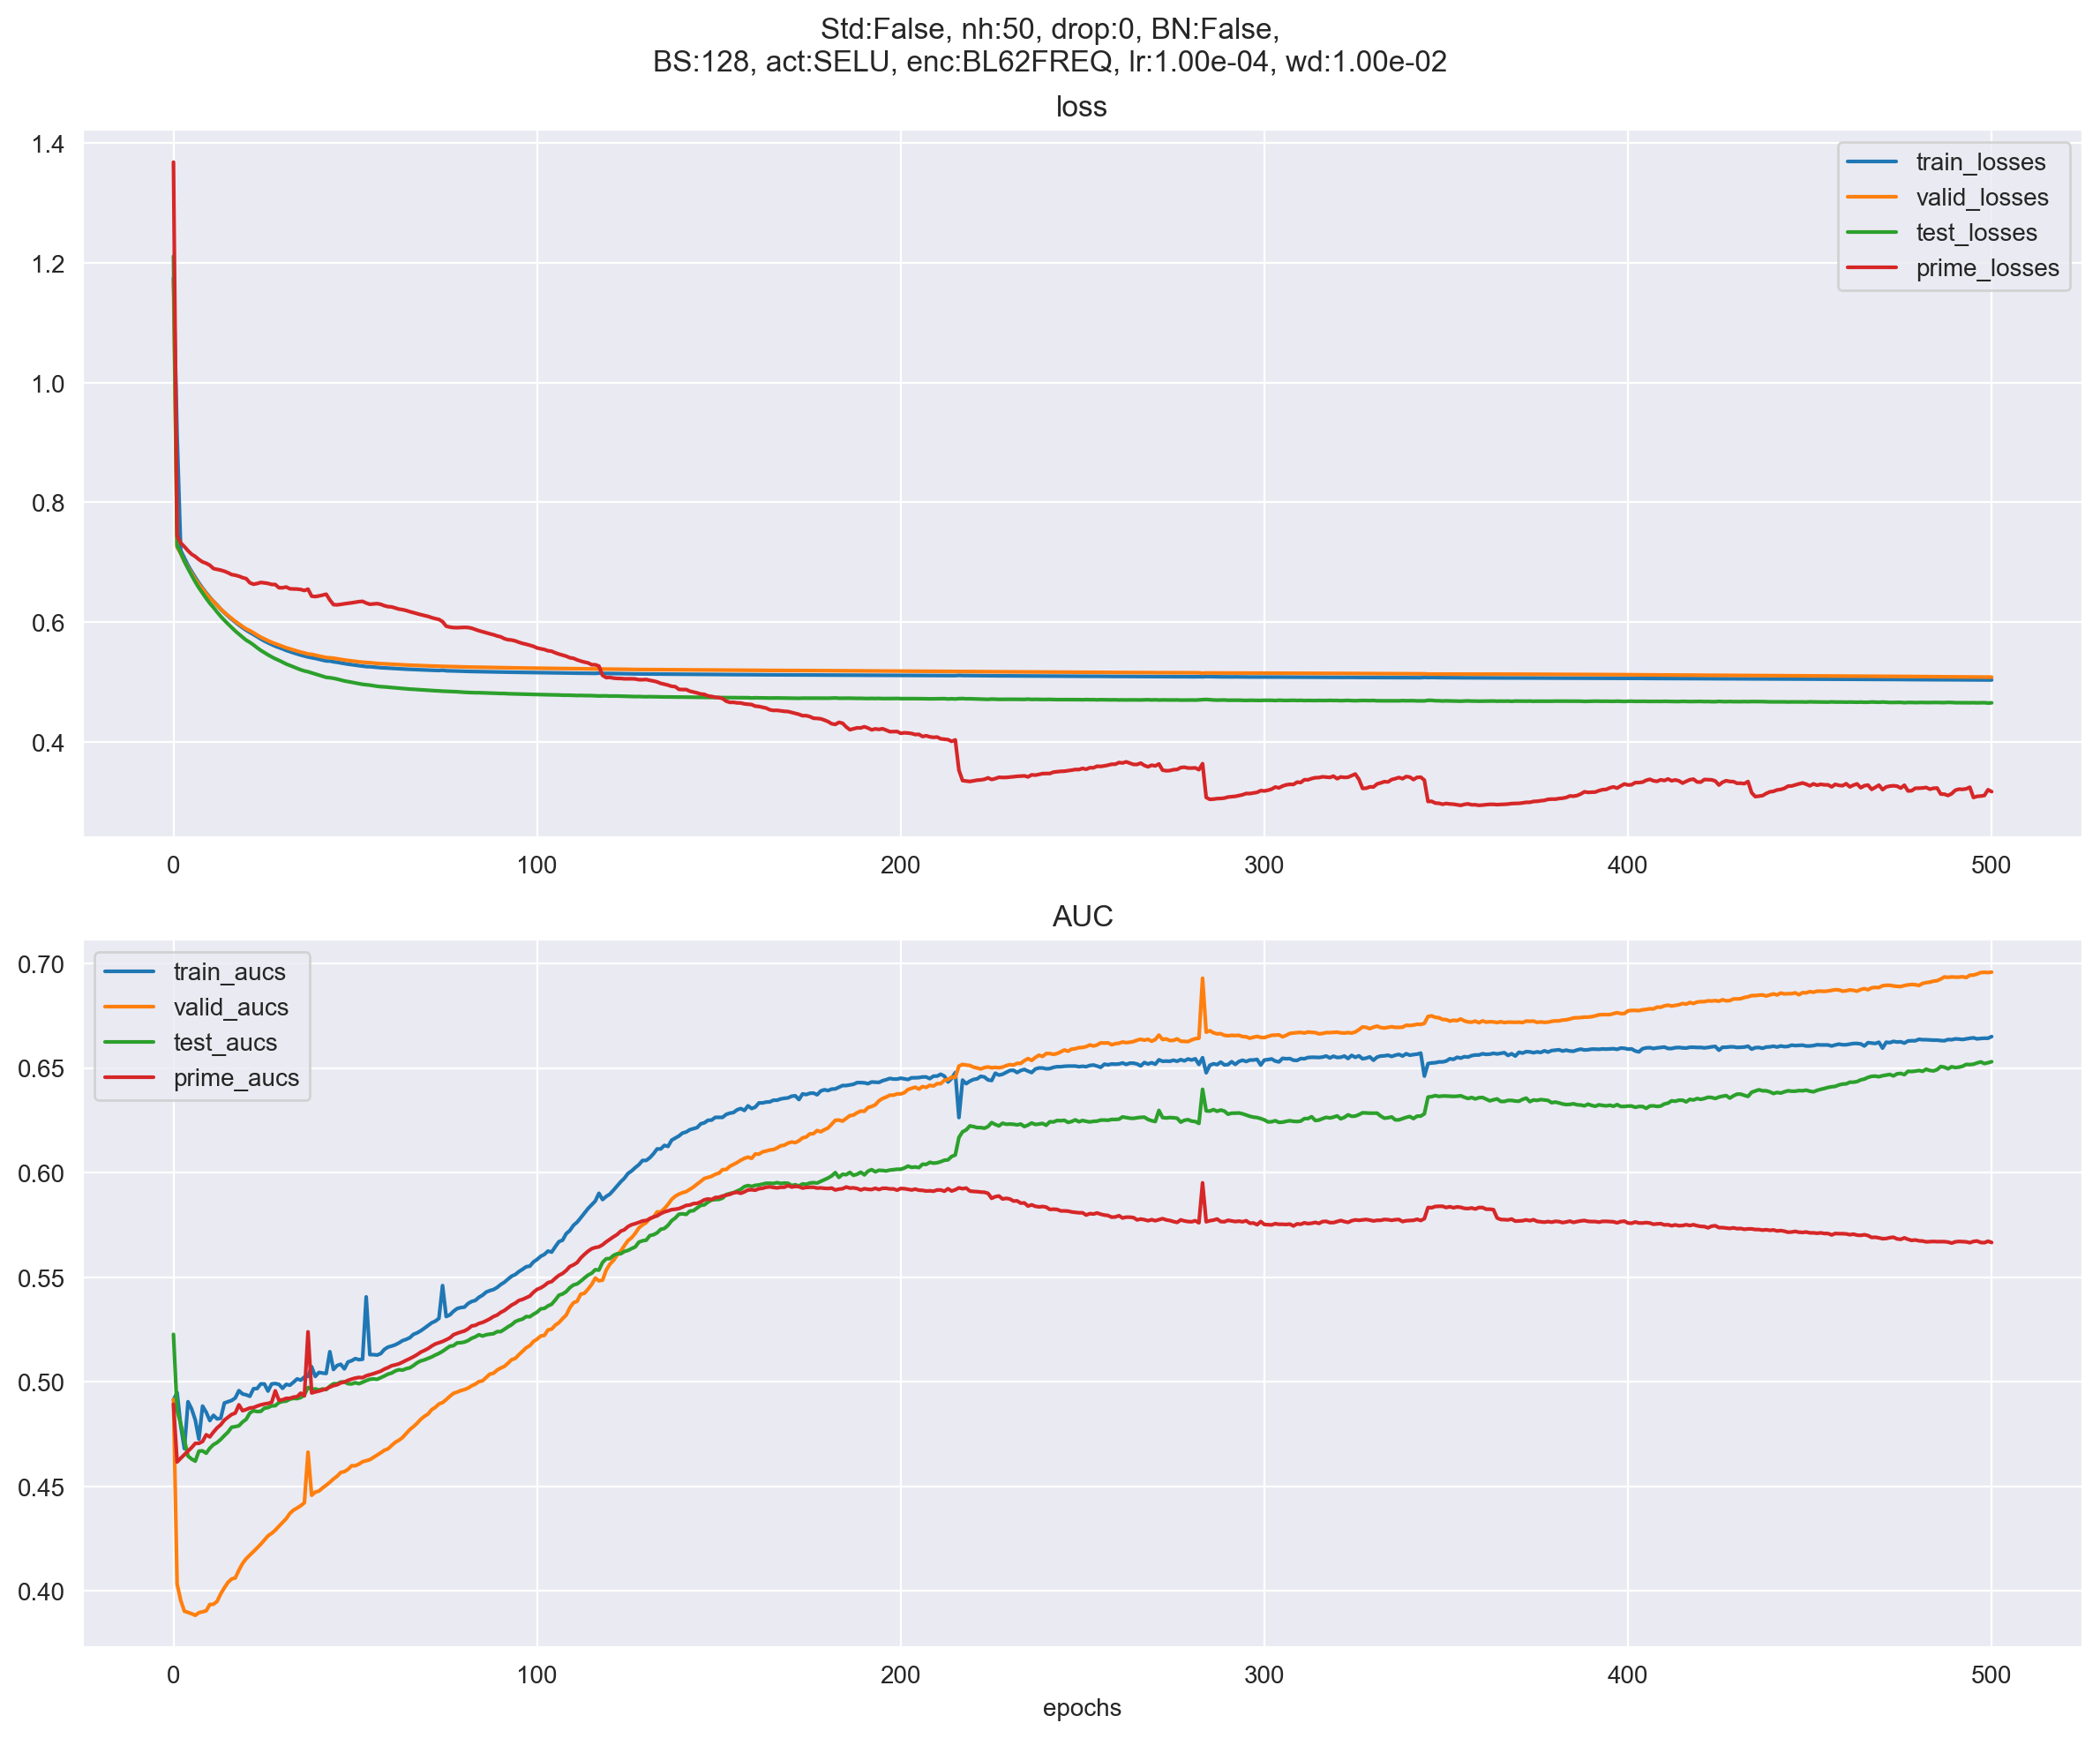 Std:False, nh:50, drop:0, BN:False,
BS:128, act:SELU, enc:BL62FREQ, lr:1.00e-04, wd:1.00e-02
loss
1.4
1.2
1.0
0.8
0.6
0.4
train_losses
valid_losses
test_losses
prime_losses
0 100 200 300 400 500
AUC
0.70
0.65
0.60
0.55
0.50
0.45
0.40
train_aucs
valid_aucs
test_aucs
prime_aucs
0 100 200 300 400 500
epochs